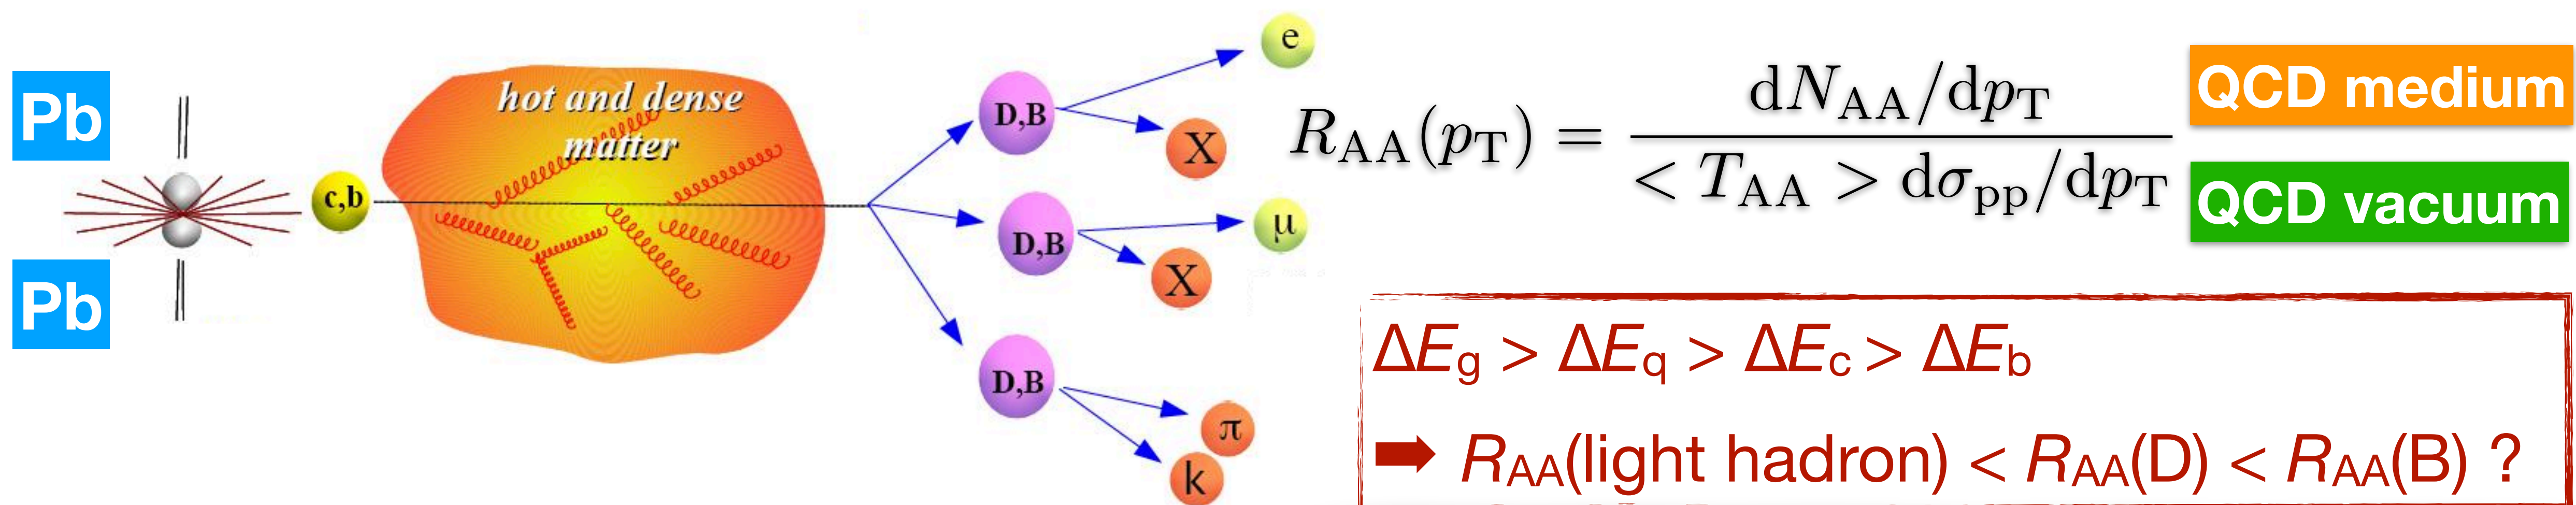 Pb
Pb
c,b
hot and dense
matter
D,B
e
X
D,B
μ
X
D,B
π
k
R_AA(p_T) = dN_AA/dp_T / < T_AA > dσ_pp/dp_T
QCD medium
QCD vacuum
ΔEg > ΔEq > ΔEc > ΔEb
➡ RAA(light hadron) < RAA(D) < RAA(B) ?